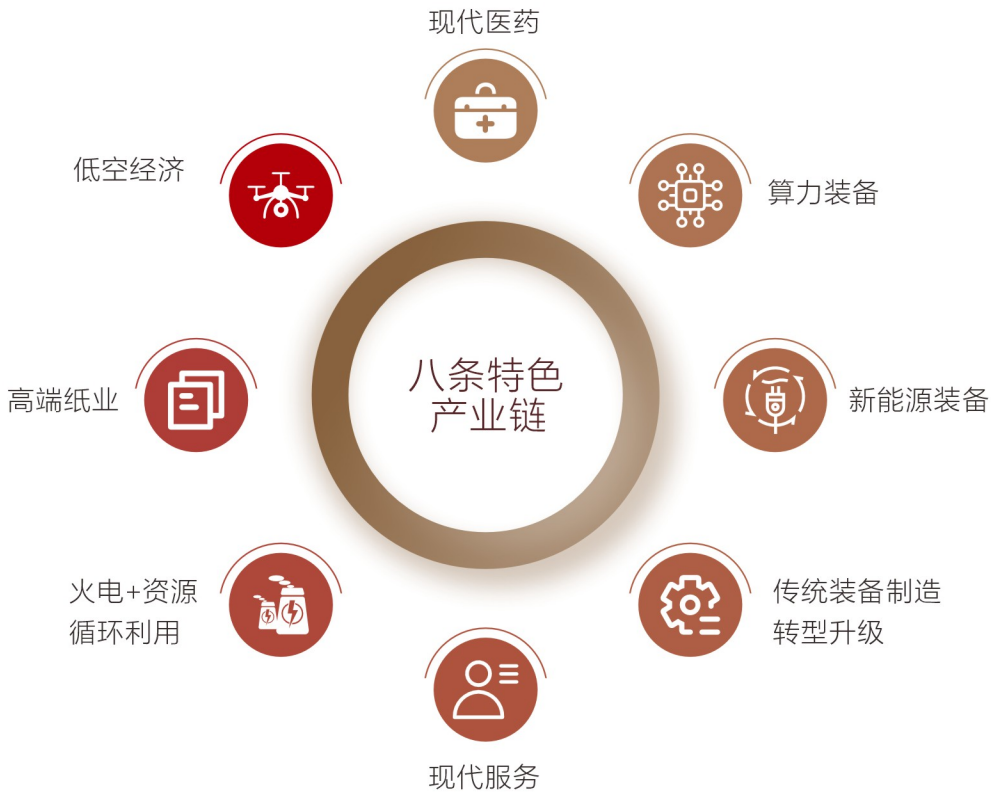 现代医药
低空经济
算力装备
八条特色
产业链
高端纸业
新能源装备
火电+资源
循环利用
传统装备制造
转型升级
现代服务